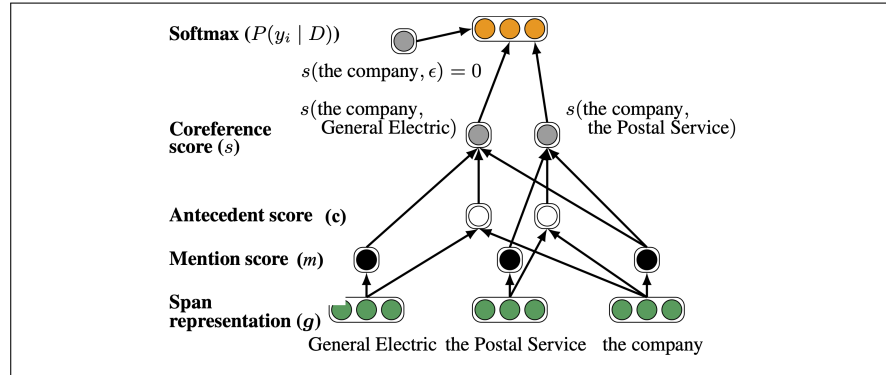 Softmax (P(y_i | D))
s(the company, ϵ) = 0
s(the company,
General Electric)
s(the company,
the Postal Service)
Coreference
score (s)
Antecedent score (c)
Mention score (m)
Span
representation (g)
General Electric the Postal Service the company